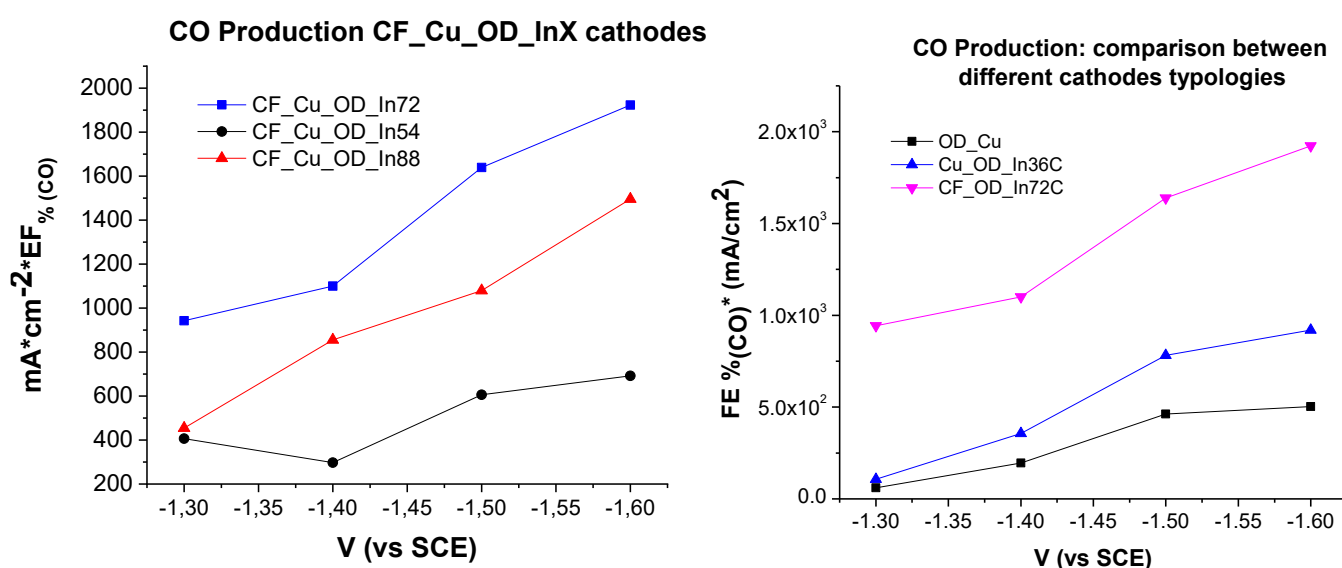 CO Production CF_Cu_OD_InX cathodes
2000
1800
1600
1400
1200
1000
800
600
400
200
mA*cm-2*EF%(CO)
CF_Cu_OD_In72
CF_Cu_OD_In54
CF_Cu_OD_In88
-1,30
-1,35
-1,40
-1,45
-1,50
-1,55
-1,60
V (vs SCE)
CO Production: comparison between
different cathodes typologies
2.0x10³
1.5x10³
1.0x10³
5.0x10²
0.0
FE %(CO)* (mA/cm²)
OD_Cu
Cu_OD_In36C
CF_OD_In72C
-1.30
-1.35
-1.40
-1.45
-1.50
-1.55
-1.60
V (vs SCE)